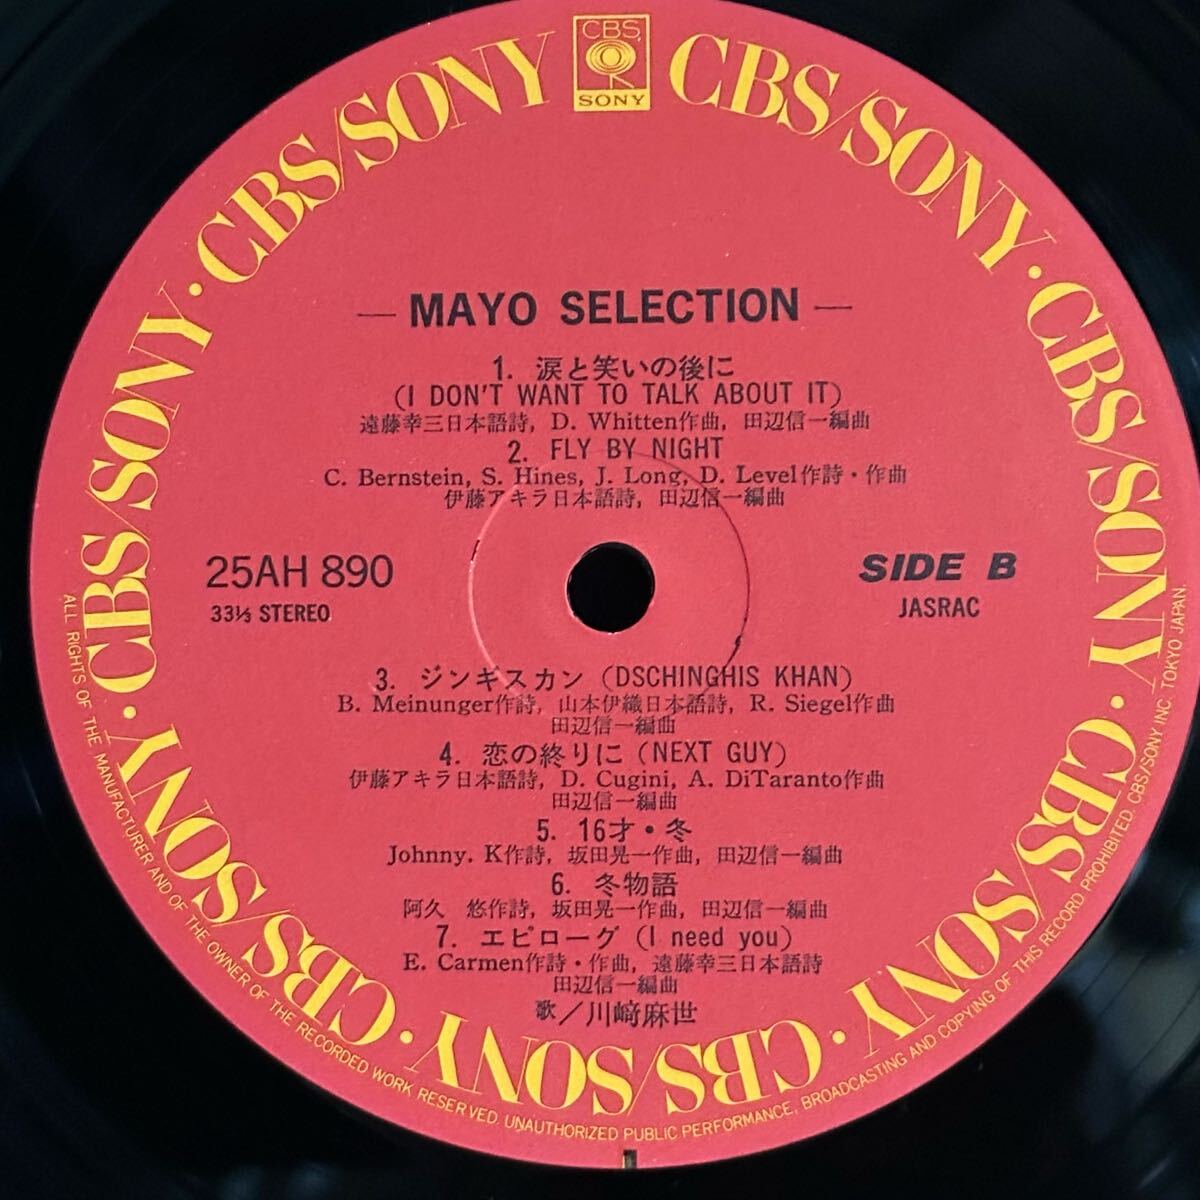 CBS
SONY
CBS/SONY · CBS/SONY · CBS/SONY · CBS/SONY · CBS/SONY · CBS/SONY · CBS/SONY · CBS/SONY · CBS/SONY
— MAYO SELECTION —
1. 涙と笑いの後に
(I DON'T WANT TO TALK ABOUT IT)
遠藤幸三日本語詩, D. Whitten作曲, 田辺信一編曲
2. FLY BY NIGHT
C. Bernstein, S. Hines, J. Long, D. Level作詩・作曲
伊藤アキラ日本語詩, 田辺信一編曲
25AH 890
33⅓ STEREO
SIDE B
JASRAC
3. ジンギスカン (DSCHINGHIS KHAN)
B. Meinunger作詩, 山本伊織日本語詩, R. Siegel作曲
田辺信一編曲
4. 恋の終りに (NEXT GUY)
伊藤アキラ日本語詩, D. Cugini, A. DiTaranto作曲
田辺信一編曲
5. 16才・冬
Johnny. K作詩, 坂田晃一作曲, 田辺信一編曲
6. 冬物語
阿久 悠作詩, 坂田晃一作曲, 田辺信一編曲
7. エピローグ (I need you)
E. Carmen作詩・作曲, 遠藤幸三日本語詩
田辺信一編曲
歌／川﨑麻世
ALL RIGHTS OF THE MANUFACTURER AND OF THE OWNER OF THE RECORDED WORK RESERVED. UNAUTHORIZED PUBLIC PERFORMANCE, BROADCASTING AND COPYING OF THIS RECORD PROHIBITED. CBS/SONY INC. TOKYO JAPAN.